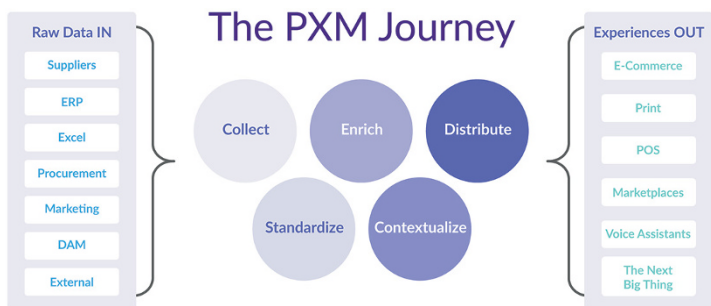 The PXM Journey
Raw Data IN
Suppliers
ERP
Excel
Procurement
Marketing
DAM
External
Collect
Enrich
Distribute
Standardize
Contextualize
Experiences OUT
E-Commerce
Print
POS
Marketplaces
Voice Assistants
The Next
Big Thing